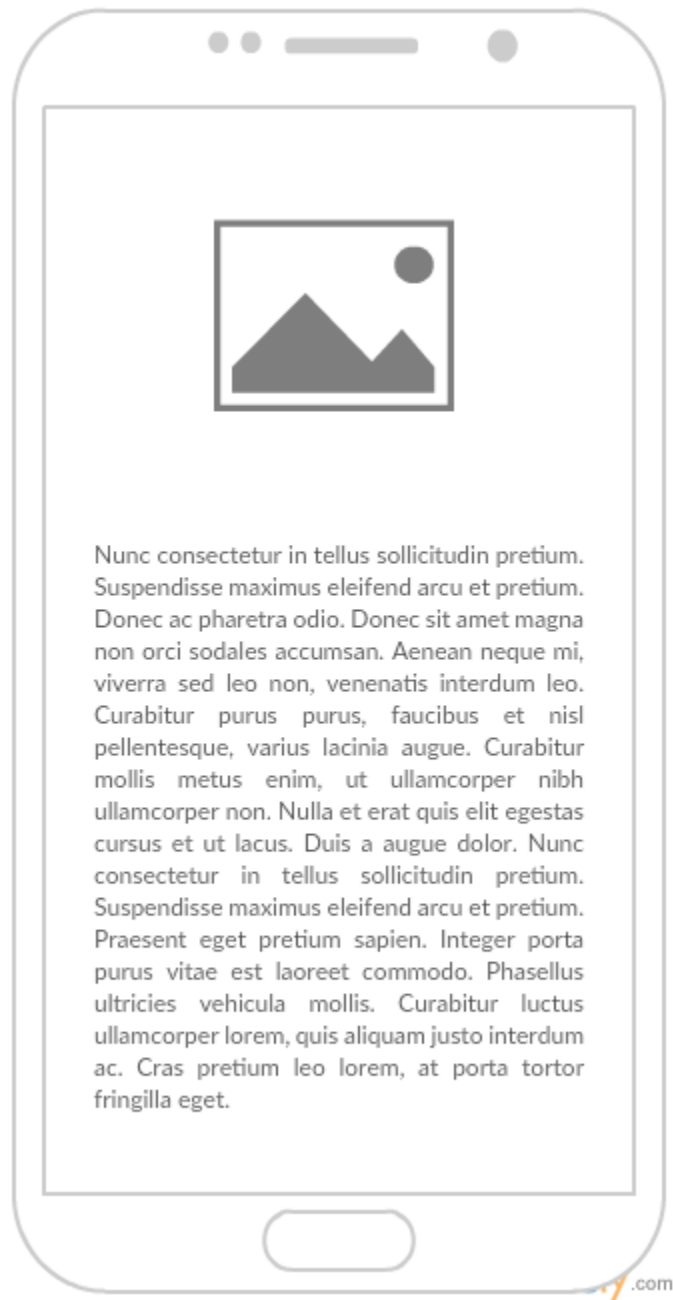 Nunc consectetur in tellus sollicitudin pretium.
Suspendisse maximus eleifend arcu et pretium.
Donec ac pharetra odio. Donec sit amet magna
non orci sodales accumsan. Aenean neque mi,
viverra sed leo non, venenatis interdum leo.
Curabitur purus purus, faucibus et nisl
pellentesque, varius lacinia augue. Curabitur
mollis metus enim, ut ullamcorper nibh
ullamcorper non. Nulla et erat quis elit egestas
cursus et ut lacus. Duis a augue dolor. Nunc
consectetur in tellus sollicitudin pretium.
Suspendisse maximus eleifend arcu et pretium.
Praesent eget pretium sapien. Integer porta
purus vitae est laoreet commodo. Phasellus
ultricies vehicula mollis. Curabitur luctus
ullamcorper lorem, quis aliquam justo interdum
ac. Cras pretium leo lorem, at porta tortor
fringilla eget.
.com